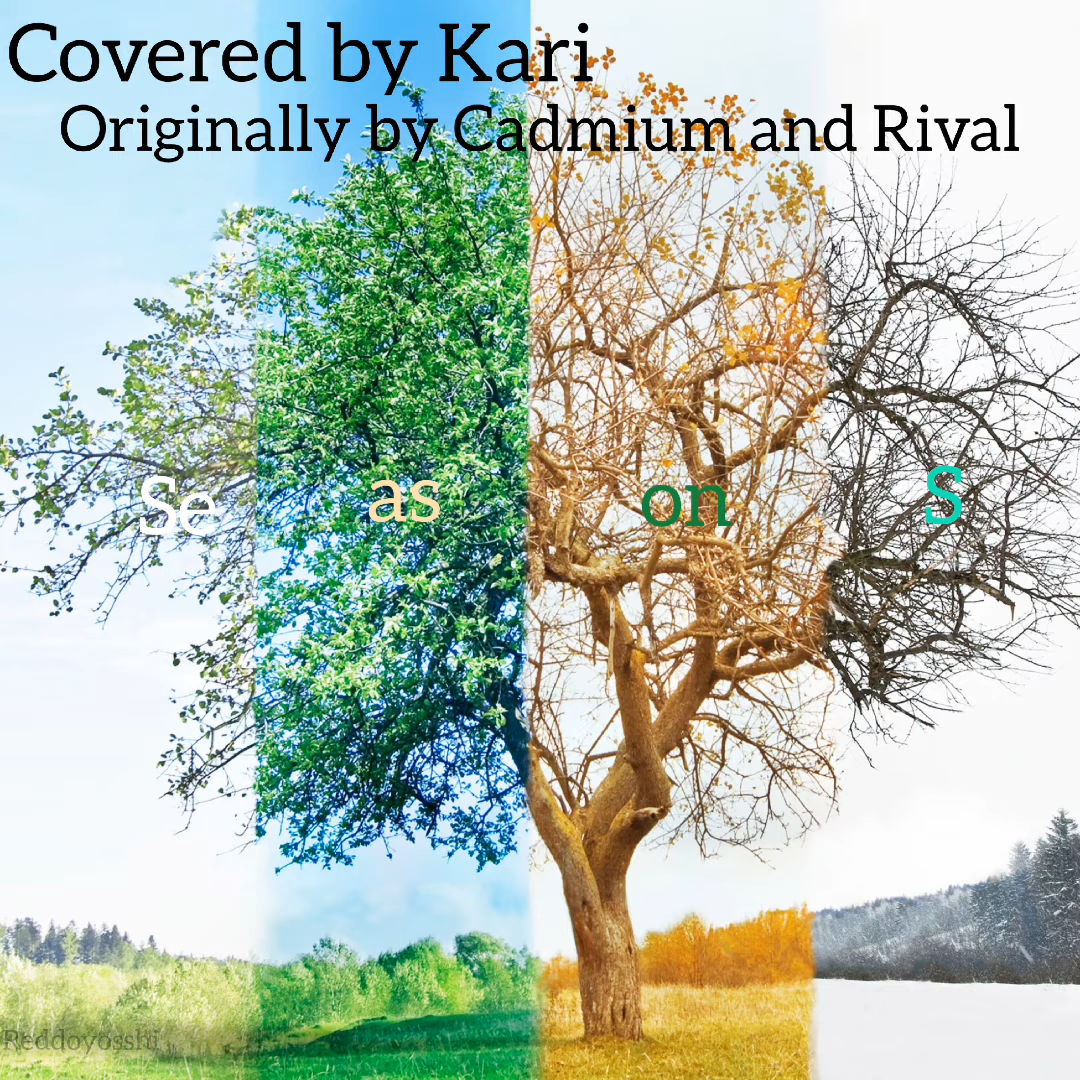 Covered by Kari
Originally by Cadmium and Rival
Se as on S
Reddoyosshi